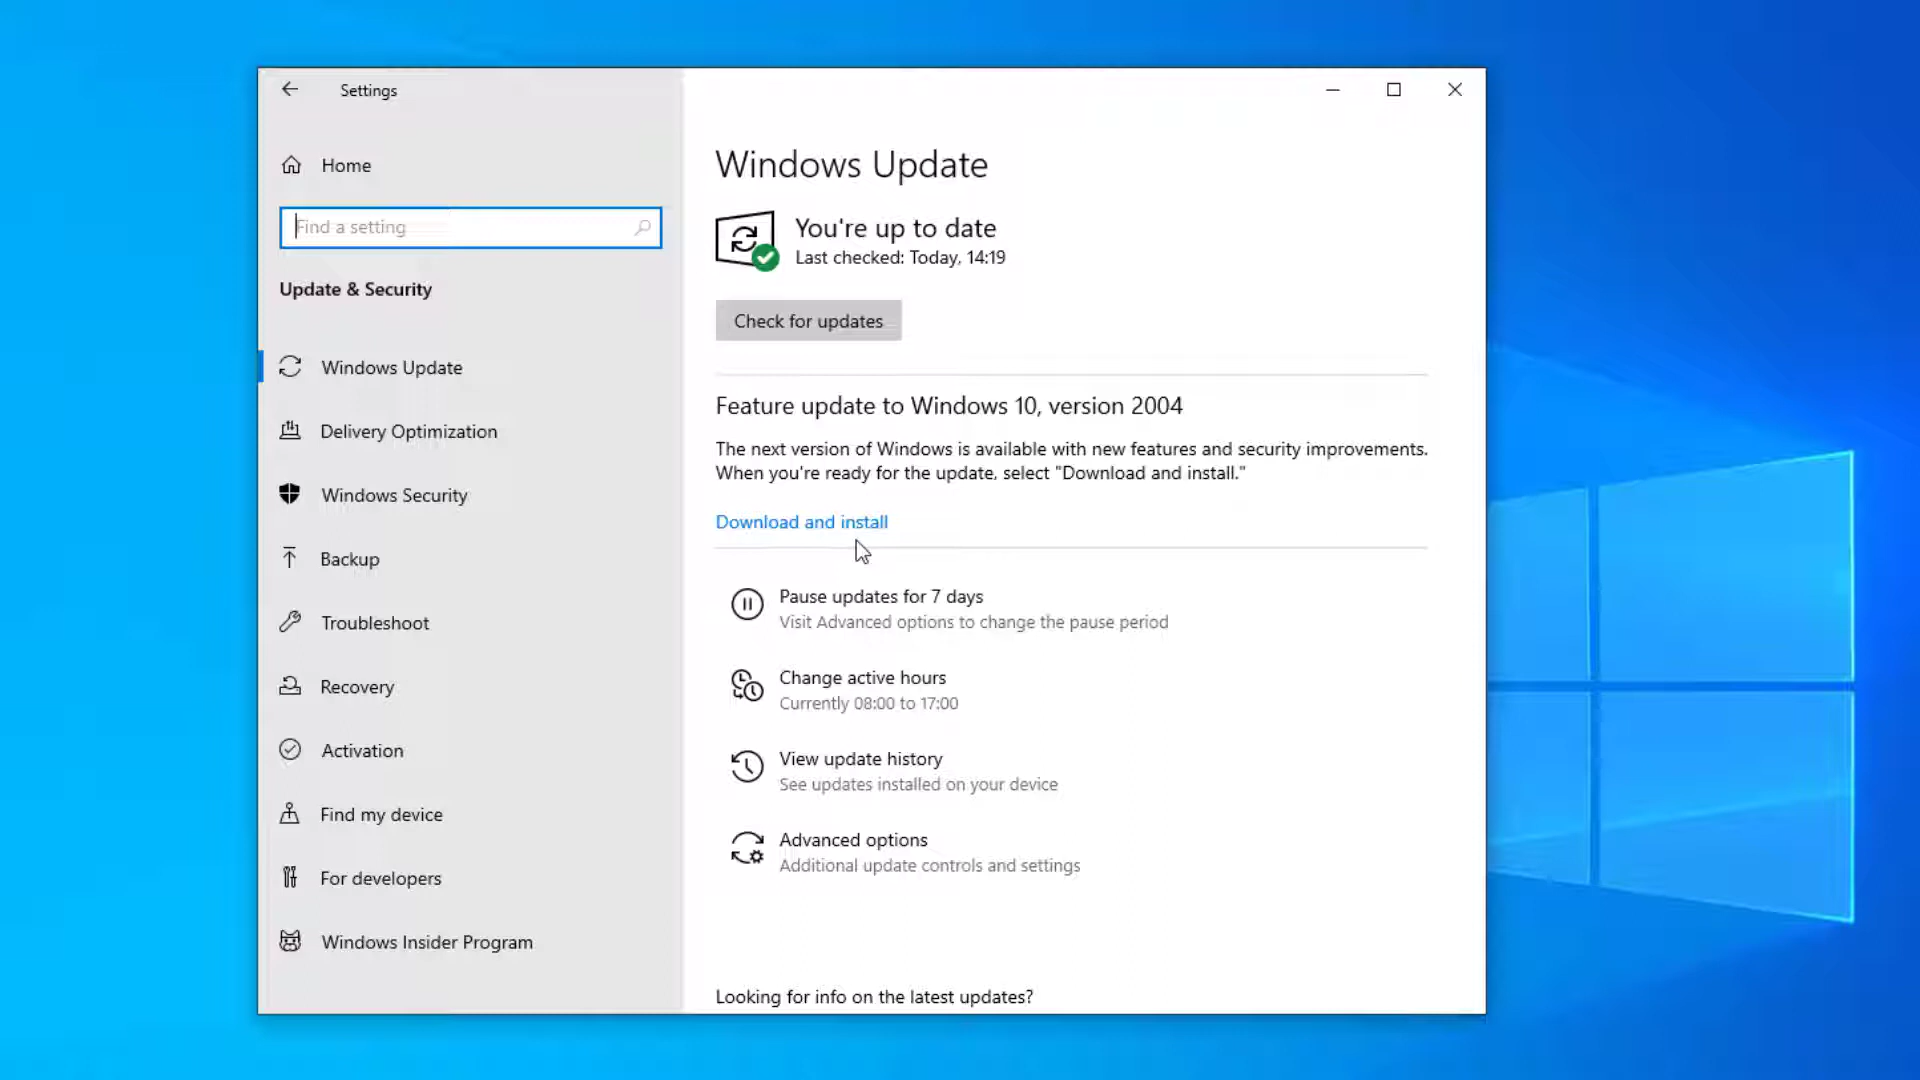 Settings
Home
Find a setting
Update & Security
Windows Update
Delivery Optimization
Windows Security
Backup
Troubleshoot
Recovery
Activation
Find my device
For developers
Windows Insider Program
Windows Update
You're up to date
Last checked: Today, 14:19
Check for updates
Feature update to Windows 10, version 2004
The next version of Windows is available with new features and security improvements.
When you're ready for the update, select "Download and install."
Download and install
Pause updates for 7 days
Visit Advanced options to change the pause period
Change active hours
Currently 08:00 to 17:00
View update history
See updates installed on your device
Advanced options
Additional update controls and settings
Looking for info on the latest updates?